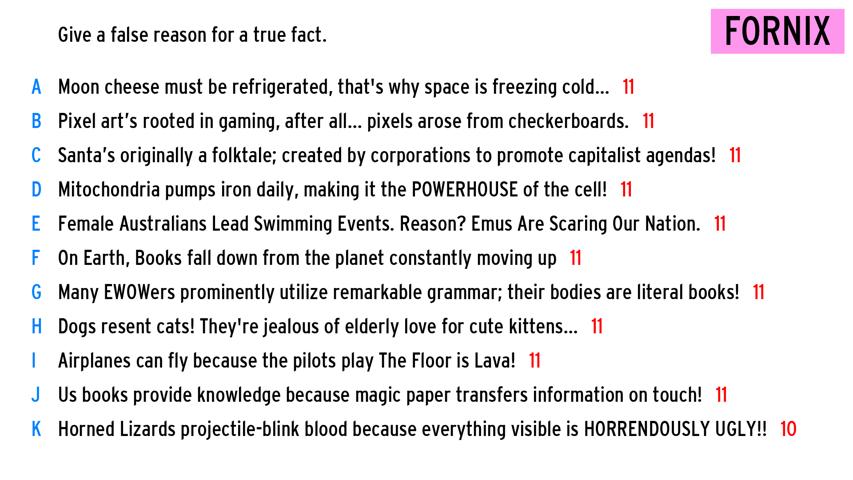 Give a false reason for a true fact.
FORNIX
A Moon cheese must be refrigerated, that's why space is freezing cold... 11
B Pixel art’s rooted in gaming, after all... pixels arose from checkerboards. 11
C Santa’s originally a folktale; created by corporations to promote capitalist agendas! 11
D Mitochondria pumps iron daily, making it the POWERHOUSE of the cell! 11
E Female Australians Lead Swimming Events. Reason? Emus Are Scaring Our Nation. 11
F On Earth, Books fall down from the planet constantly moving up 11
G Many EWOWers prominently utilize remarkable grammar; their bodies are literal books! 11
H Dogs resent cats! They're jealous of elderly love for cute kittens... 11
I Airplanes can fly because the pilots play The Floor is Lava! 11
J Us books provide knowledge because magic paper transfers information on touch! 11
K Horned Lizards projectile-blink blood because everything visible is HORRENDOUSLY UGLY!! 10